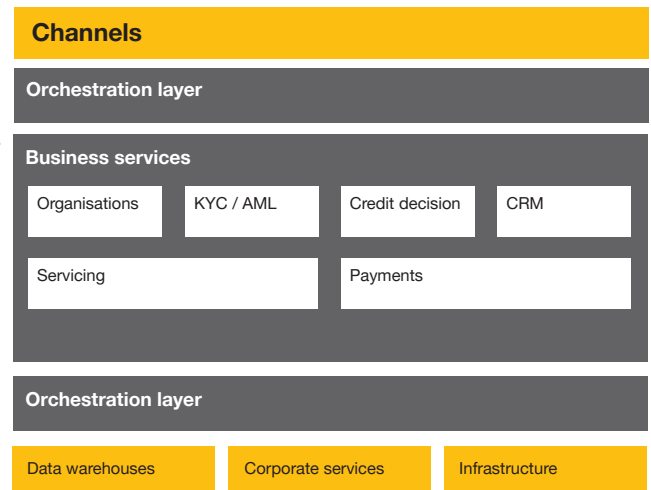 Channels
Orchestration layer
Business services
Organisations
KYC / AML
Credit decision
CRM
Servicing
Payments
Orchestration layer
Data warehouses
Corporate services
Infrastructure